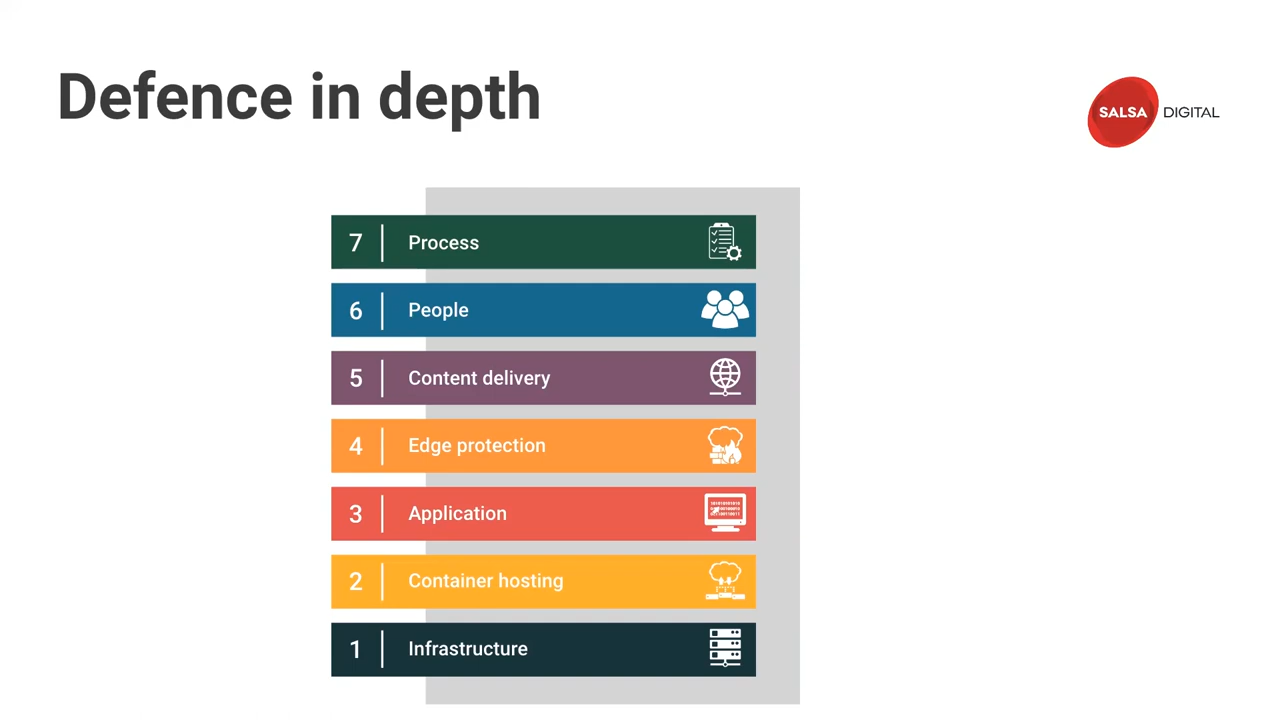 Defence in depth
SALSA DIGITAL
7 Process
6 People
5 Content delivery
4 Edge protection
3 Application
2 Container hosting
1 Infrastructure